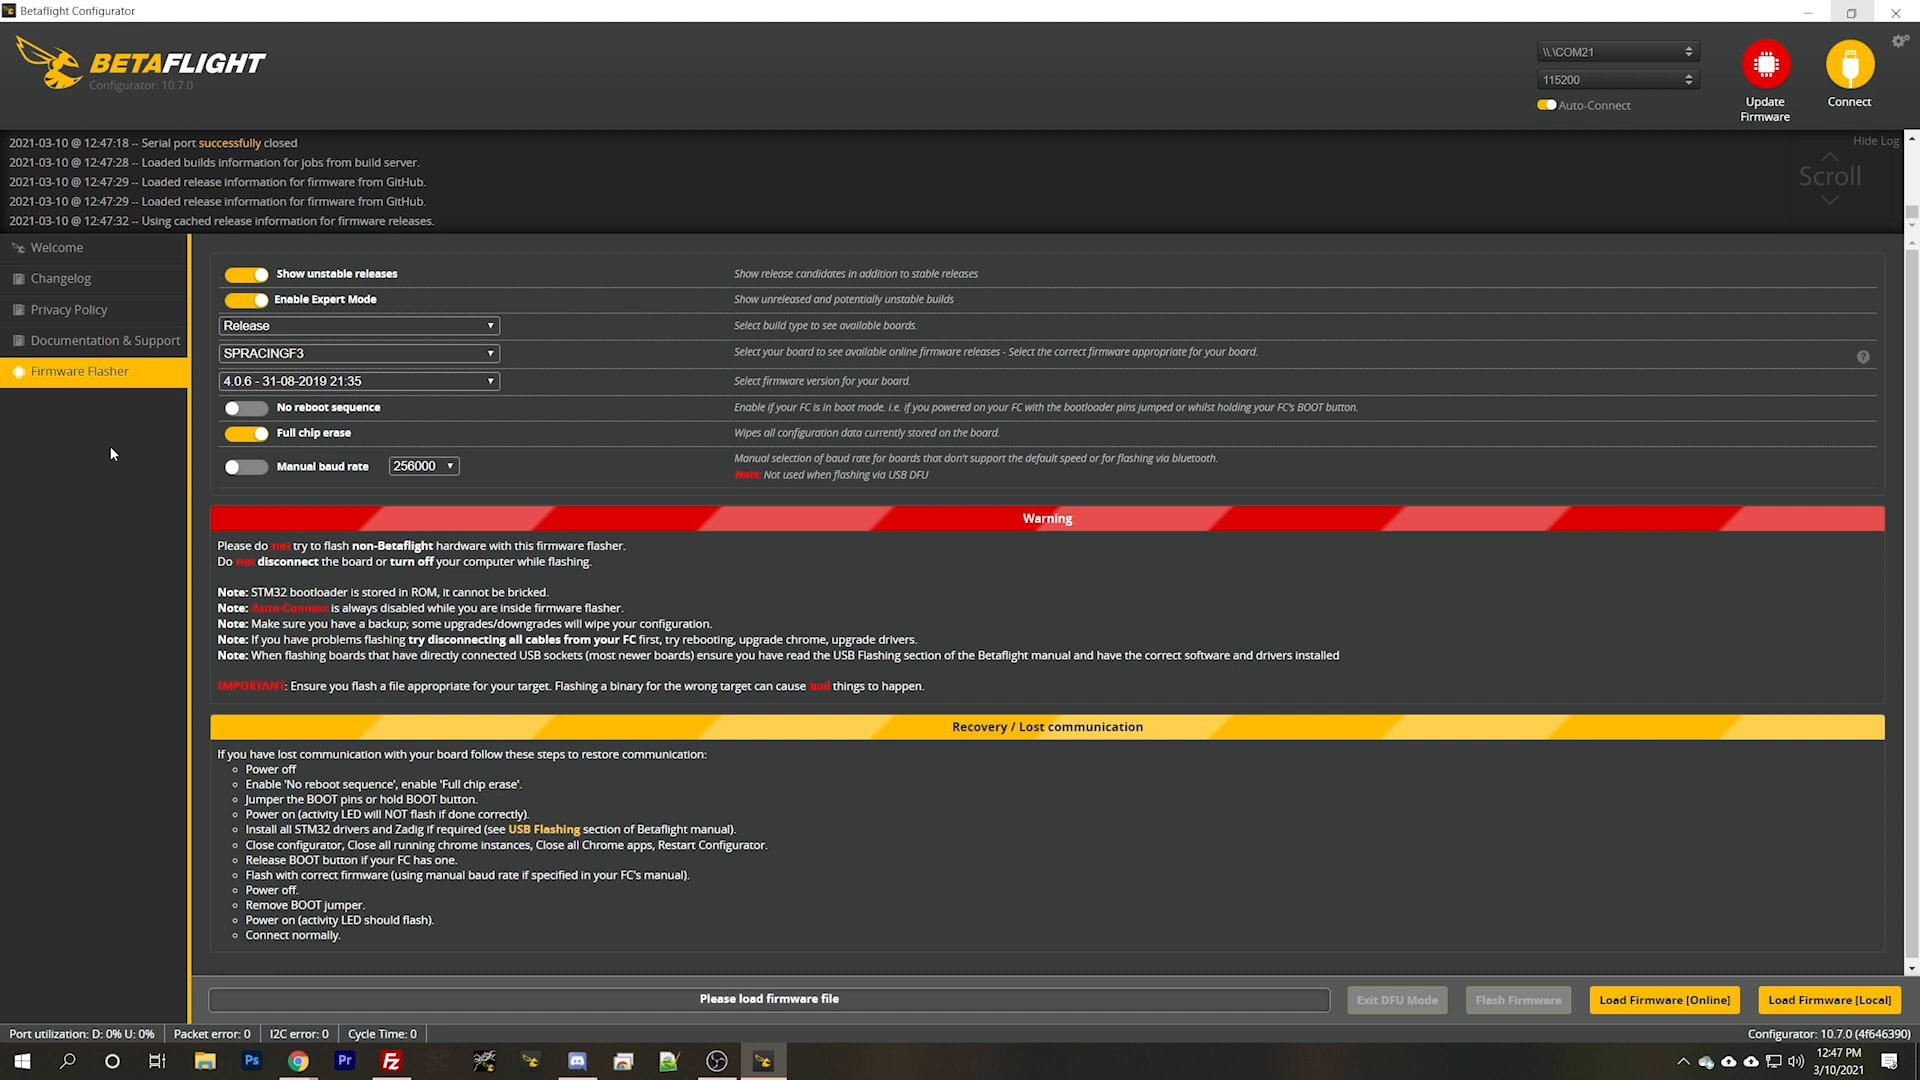 Betaflight Configurator
BETAFLIGHT
Configurator: 10.7.0
\\.\COM21
115200
Auto-Connect
Update
Firmware
Connect
2021-03-10 @ 12:47:18 -- Serial port successfully closed
2021-03-10 @ 12:47:28 -- Loaded builds information for jobs from build server.
2021-03-10 @ 12:47:29 -- Loaded release information for firmware from GitHub.
2021-03-10 @ 12:47:29 -- Loaded release information for firmware from GitHub.
2021-03-10 @ 12:47:32 -- Using cached release information for firmware releases.
Hide Log
Scroll
Welcome
Changelog
Privacy Policy
Documentation & Support
Firmware Flasher
Show unstable releases
Show release candidates in addition to stable releases
Enable Expert Mode
Show unreleased and potentially unstable builds
Release
Select build type to see available boards.
SPRACINGF3
Select your board to see available online firmware releases - Select the correct firmware appropriate for your board.
?
4.0.6 - 31-08-2019 21:35
Select firmware version for your board.
No reboot sequence
Enable if your FC is in boot mode. i.e. if you powered on your FC with the bootloader pins jumped or whilst holding your FC's BOOT button.
Full chip erase
Wipes all configuration data currently stored on the board.
Manual baud rate
256000
Manual selection of baud rate for boards that don't support the default speed or for flashing via bluetooth.
Note: Not used when flashing via USB DFU
Warning
Please do not try to flash non-Betaflight hardware with this firmware flasher.
Do not disconnect the board or turn off your computer while flashing.
Note: STM32 bootloader is stored in ROM, it cannot be bricked.
Note: Auto-Connect is always disabled while you are inside firmware flasher.
Note: Make sure you have a backup; some upgrades/downgrades will wipe your configuration.
Note: If you have problems flashing try disconnecting all cables from your FC first, try rebooting, upgrade chrome, upgrade drivers.
Note: When flashing boards that have directly connected USB sockets (most newer boards) ensure you have read the USB Flashing section of the Betaflight manual and have the correct software and drivers installed
IMPORTANT: Ensure you flash a file appropriate for your target. Flashing a binary for the wrong target can cause bad things to happen.
Recovery / Lost communication
If you have lost communication with your board follow these steps to restore communication:
Power off
Enable 'No reboot sequence', enable 'Full chip erase'.
Jumper the BOOT pins or hold BOOT button.
Power on (activity LED will NOT flash if done correctly).
Install all STM32 drivers and Zadig if required (see USB Flashing section of Betaflight manual).
Close configurator, Close all running chrome instances, Close all Chrome apps, Restart Configurator.
Release BOOT button if your FC has one.
Flash with correct firmware (using manual baud rate if specified in your FC's manual).
Power off.
Remove BOOT jumper.
Power on (activity LED should flash).
Connect normally.
Please load firmware file
Exit DFU Mode
Flash Firmware
Load Firmware [Online]
Load Firmware [Local]
Port utilization: D: 0% U: 0%
Packet error: 0
I2C error: 0
Cycle Time: 0
Configurator: 10.7.0 (4f646390)
Ps
Pr
Fz
12:47 PM
3/10/2021